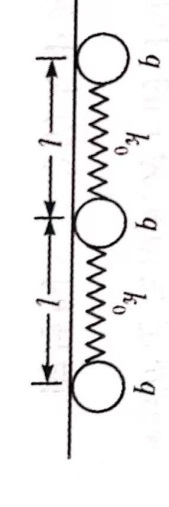 q q q
k₀ k₀
l l